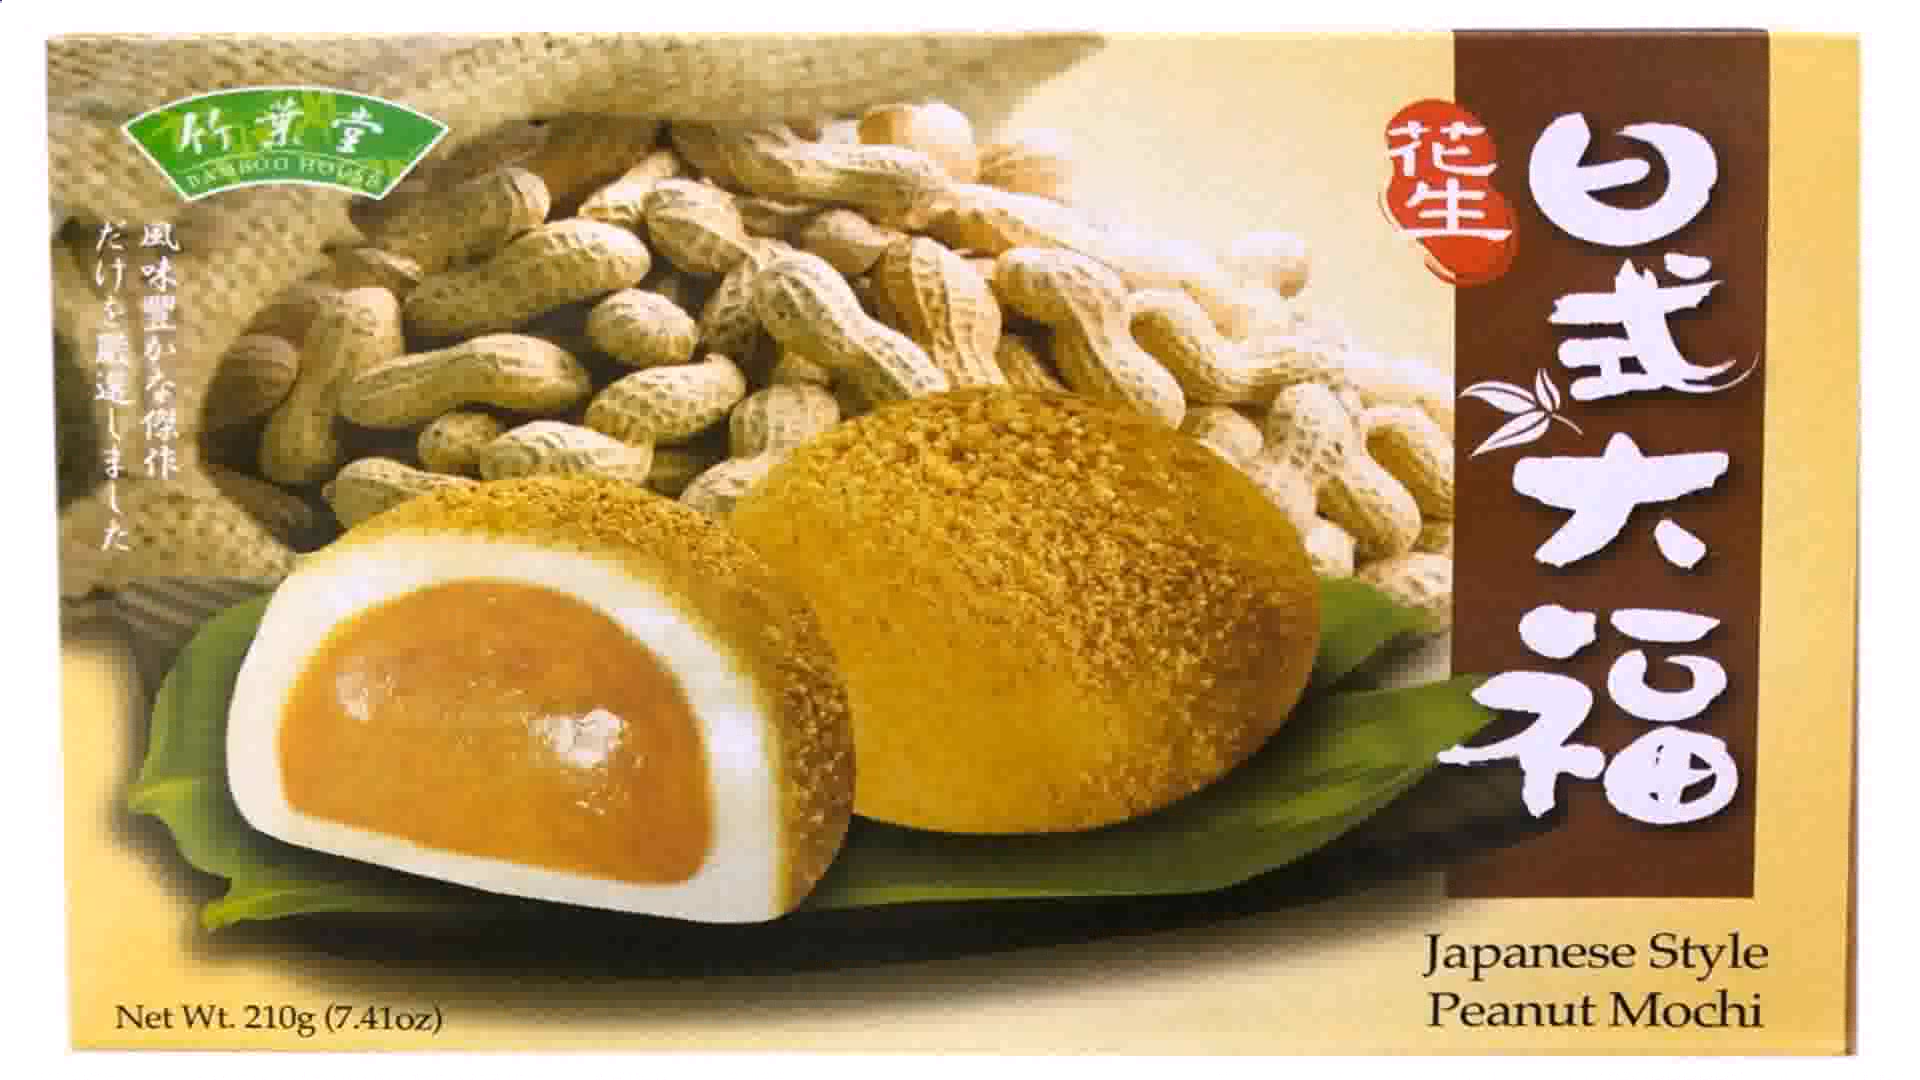 竹葉堂
BAMBOO HOUSE
風味豐かな傑作
だけを厳選しました
花生
日式大福
Japanese Style
Peanut Mochi
Net Wt. 210g (7.41oz)